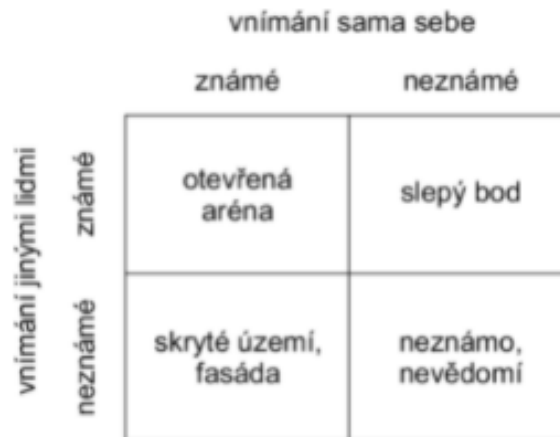 vnímání sama sebe
známé neznámé
vnímání jinými lidmi
známé
otevřená
aréna
slepý bod
neznámé
skryté území,
fasáda
neznámo,
nevědomí